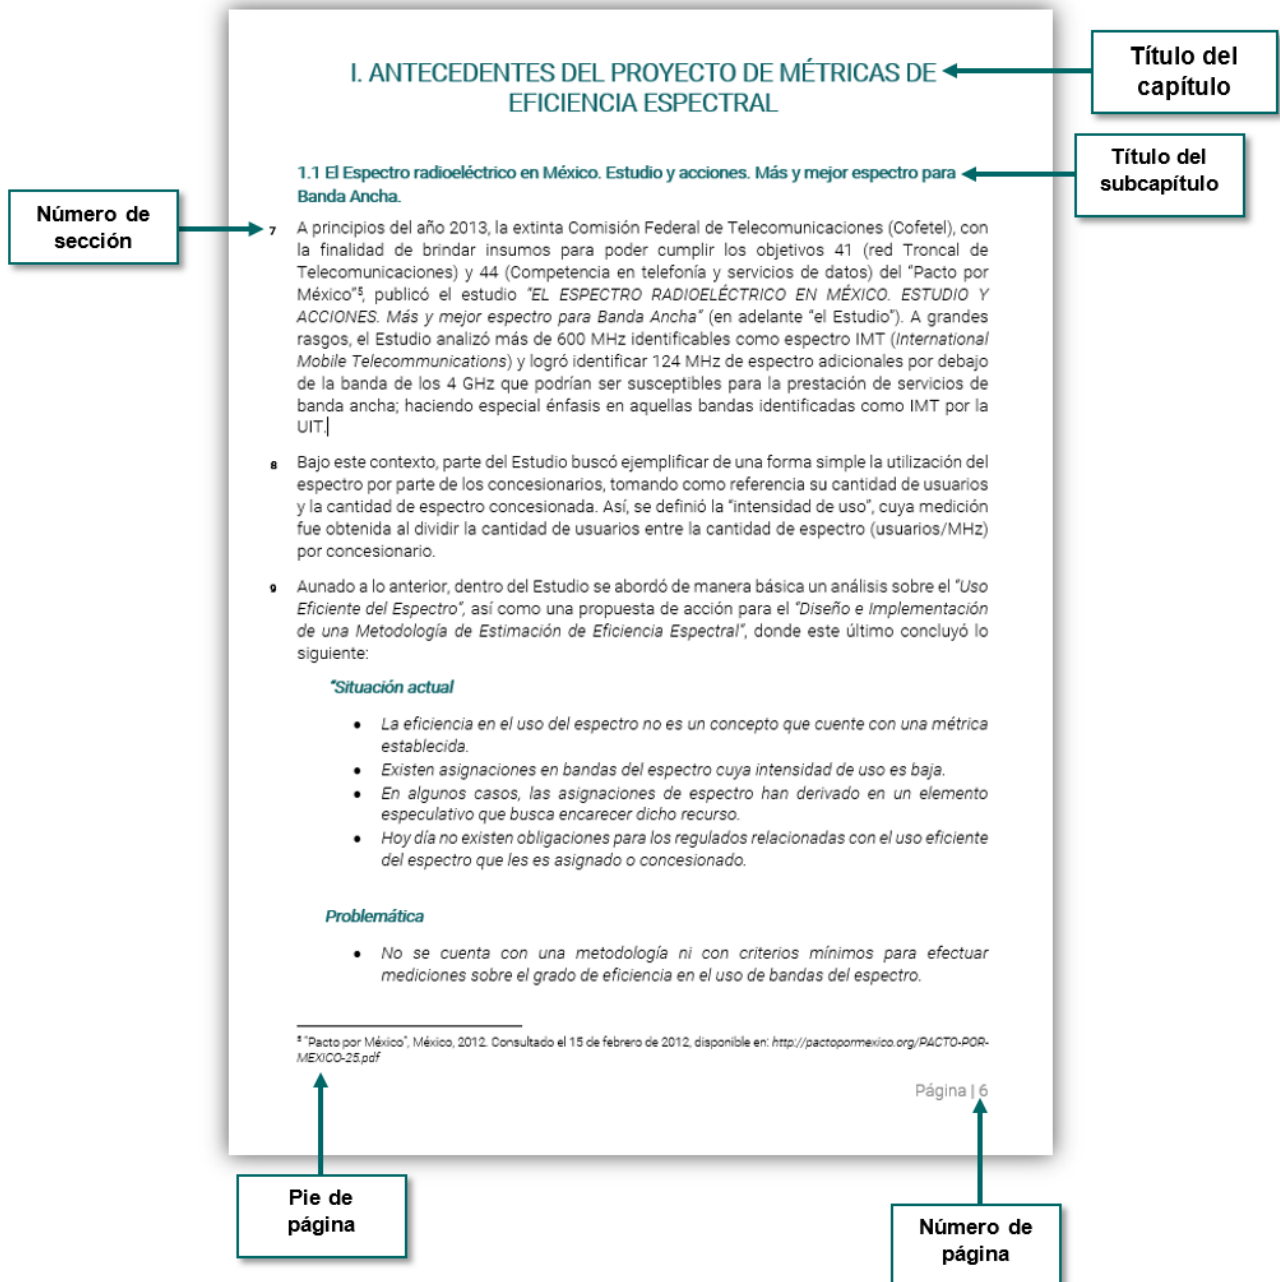 I. ANTECEDENTES DEL PROYECTO DE MÉTRICAS DE
EFICIENCIA ESPECTRAL
Título del
capítulo
1.1 El Espectro radioeléctrico en México. Estudio y acciones. Más y mejor espectro para
Banda Ancha.
Título del
subcapítulo
Número de
sección
7 A principios del año 2013, la extinta Comisión Federal de Telecomunicaciones (Cofetel), con
la finalidad de brindar insumos para poder cumplir los objetivos 41 (red Troncal de
Telecomunicaciones) y 44 (Competencia en telefonía y servicios de datos) del “Pacto por
México”⁵, publicó el estudio “EL ESPECTRO RADIOELÉCTRICO EN MÉXICO. ESTUDIO Y
ACCIONES. Más y mejor espectro para Banda Ancha” (en adelante “el Estudio”). A grandes
rasgos, el Estudio analizó más de 600 MHz identificables como espectro IMT (International
Mobile Telecommunications) y logró identificar 124 MHz de espectro adicionales por debajo
de la banda de los 4 GHz que podrían ser susceptibles para la prestación de servicios de
banda ancha; haciendo especial énfasis en aquellas bandas identificadas como IMT por la
UIT.
8 Bajo este contexto, parte del Estudio buscó ejemplificar de una forma simple la utilización del
espectro por parte de los concesionarios, tomando como referencia su cantidad de usuarios
y la cantidad de espectro concesionada. Así, se definió la “intensidad de uso”, cuya medición
fue obtenida al dividir la cantidad de usuarios entre la cantidad de espectro (usuarios/MHz)
por concesionario.
9 Aunado a lo anterior, dentro del Estudio se abordó de manera básica un análisis sobre el “Uso
Eficiente del Espectro”, así como una propuesta de acción para el “Diseño e Implementación
de una Metodología de Estimación de Eficiencia Espectral”, donde este último concluyó lo
siguiente:
“Situación actual
• La eficiencia en el uso del espectro no es un concepto que cuente con una métrica
establecida.
• Existen asignaciones en bandas del espectro cuya intensidad de uso es baja.
• En algunos casos, las asignaciones de espectro han derivado en un elemento
especulativo que busca encarecer dicho recurso.
• Hoy día no existen obligaciones para los regulados relacionadas con el uso eficiente
del espectro que les es asignado o concesionado.
Problemática
• No se cuenta con una metodología ni con criterios mínimos para efectuar
mediciones sobre el grado de eficiencia en el uso de bandas del espectro.
⁵ “Pacto por México”, México, 2012. Consultado el 15 de febrero de 2012, disponible en: http://pactopormexico.org/PACTO-POR-
MEXICO-25.pdf
Página | 6
Pie de
página
Número de
página